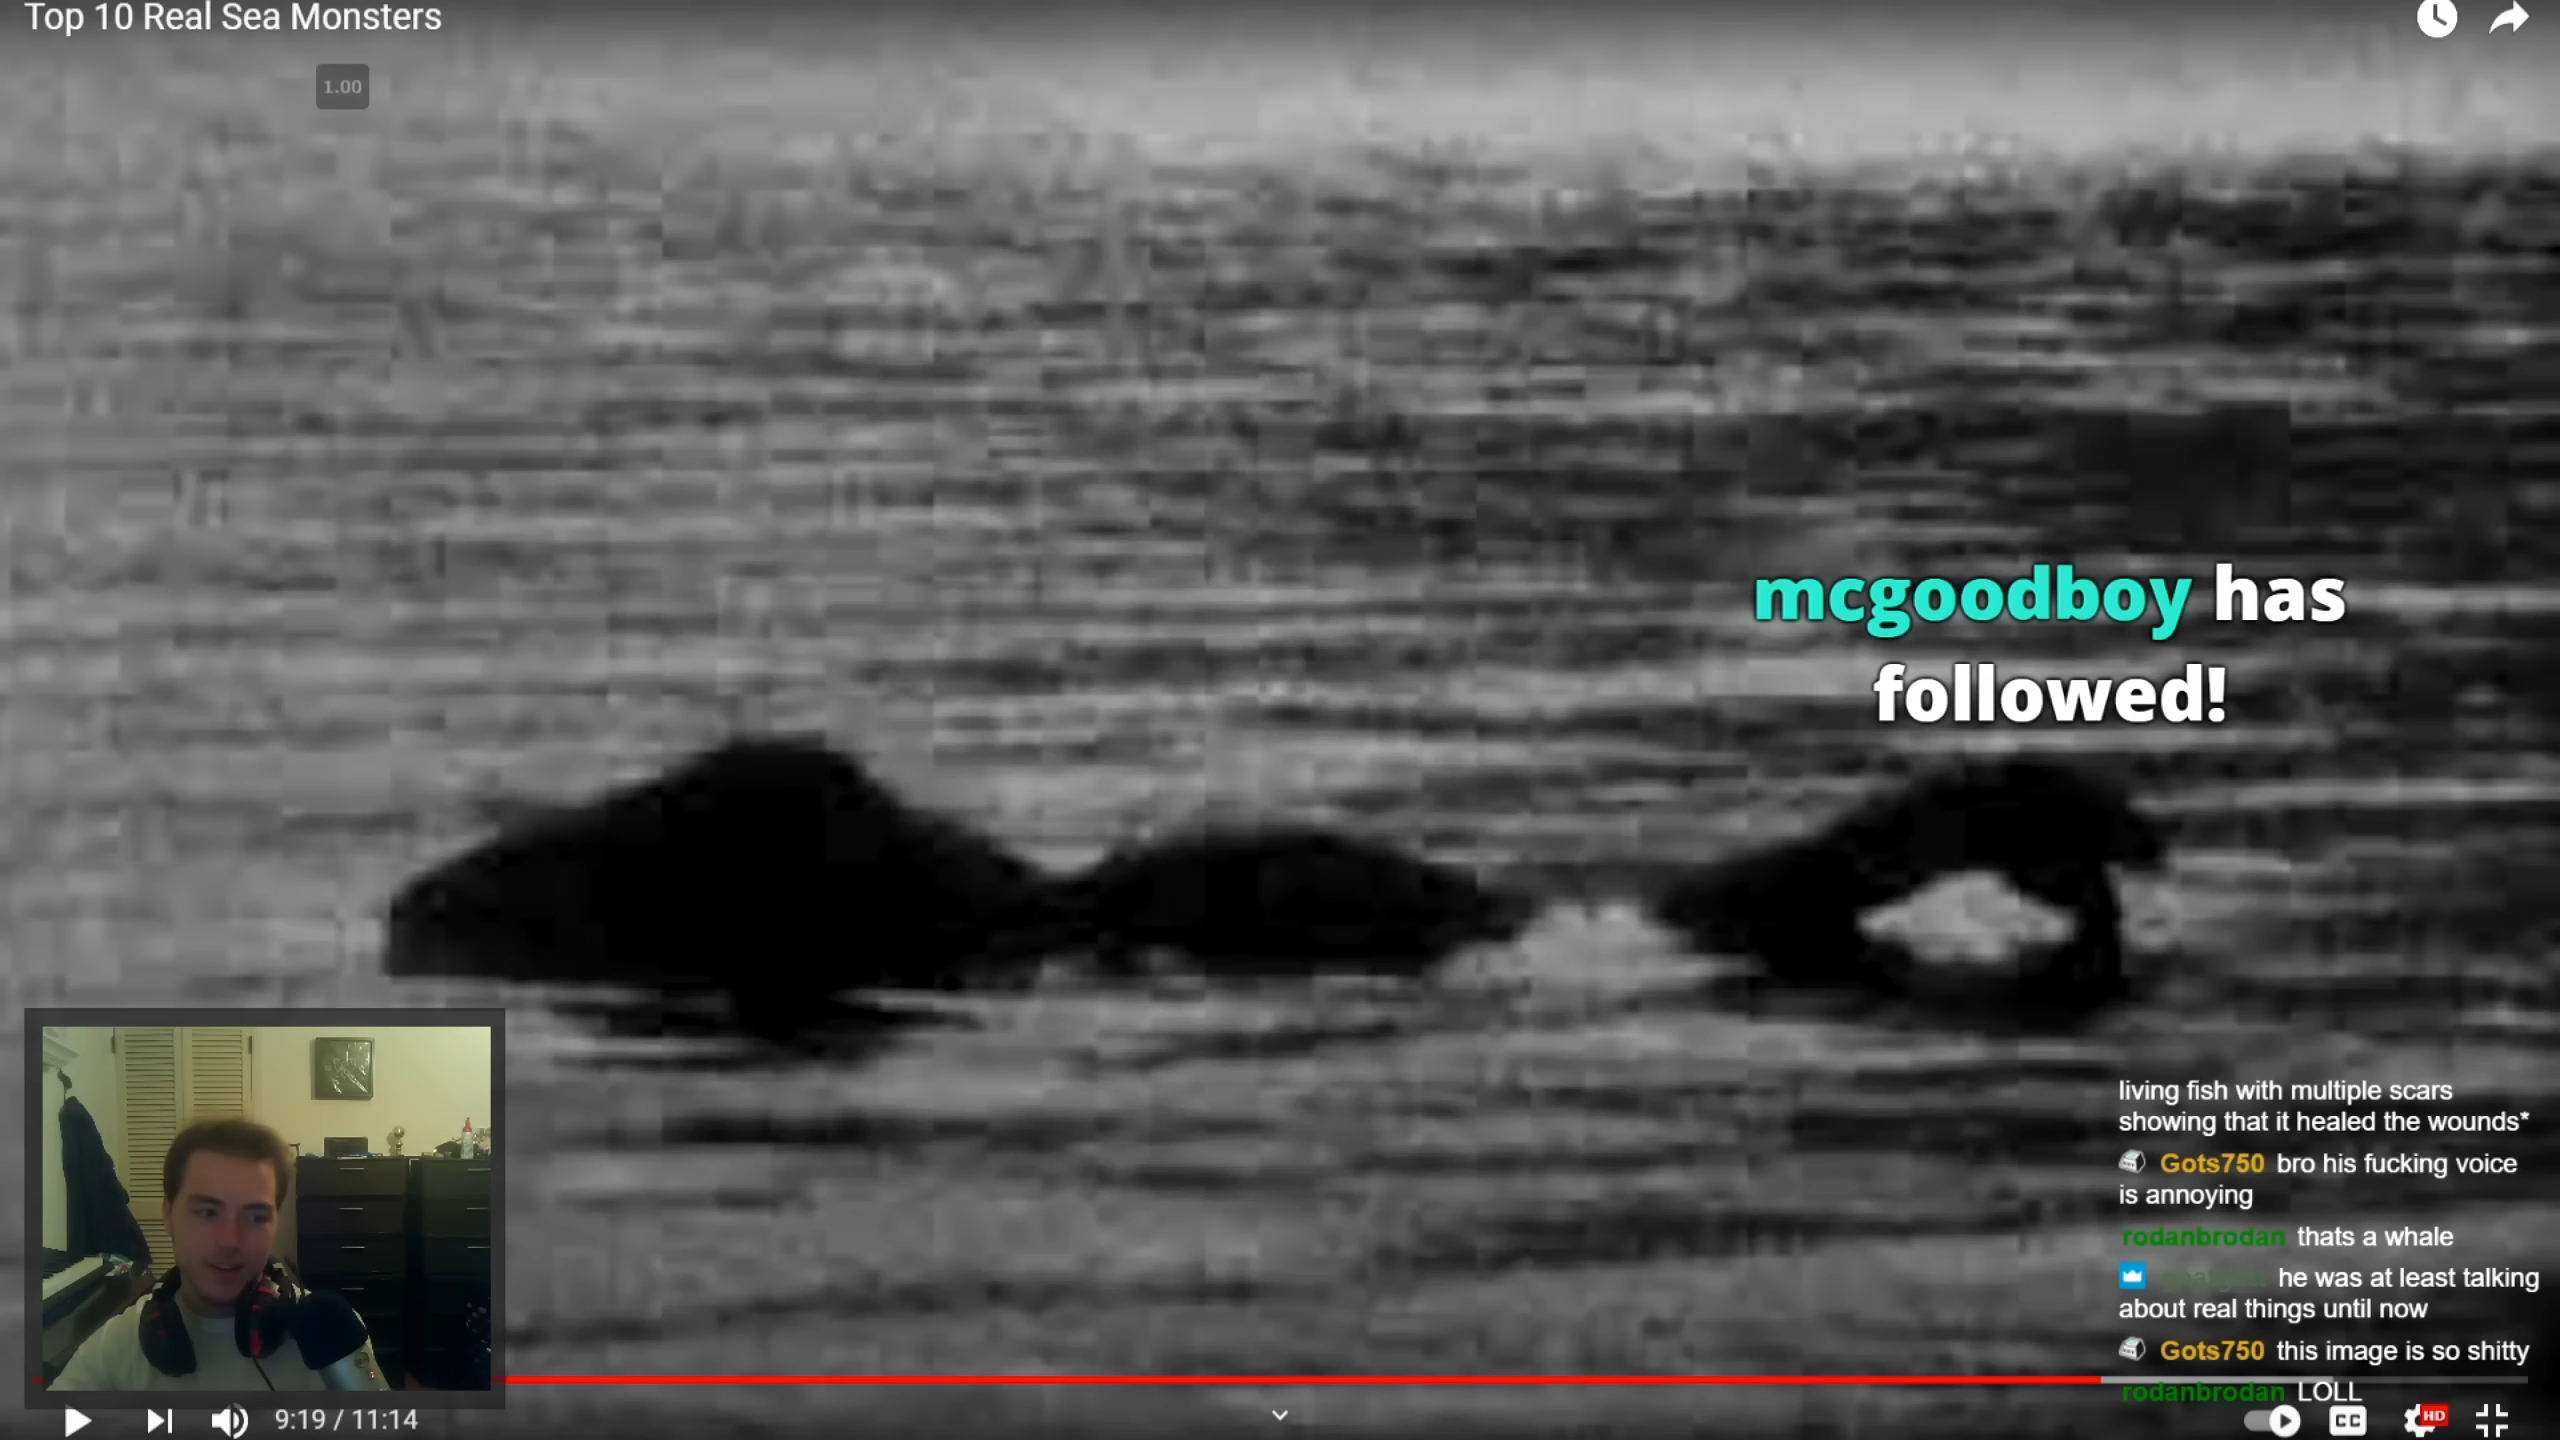 Top 10 Real Sea Monsters
1.00
mcgoodboy has
followed!
living fish with multiple scars
showing that it healed the wounds*
Gots750 bro his fucking voice
is annoying
rodanbrodan thats a whale
he was at least talking
about real things until now
Gots750 this image is so shitty
rodanbrodan LOLL
9:19 / 11:14
CC
HD